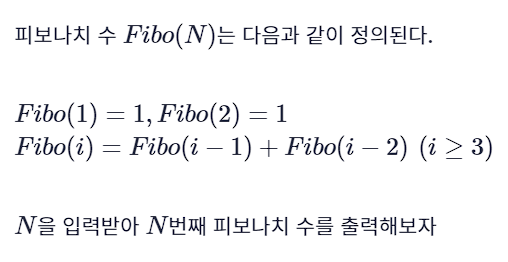 피보나치 수 Fibo(N)는 다음과 같이 정의된다.
Fibo(1) = 1, Fibo(2) = 1
Fibo(i) = Fibo(i − 1) + Fibo(i − 2) (i ≥ 3)
N을 입력받아 N번째 피보나치 수를 출력해보자